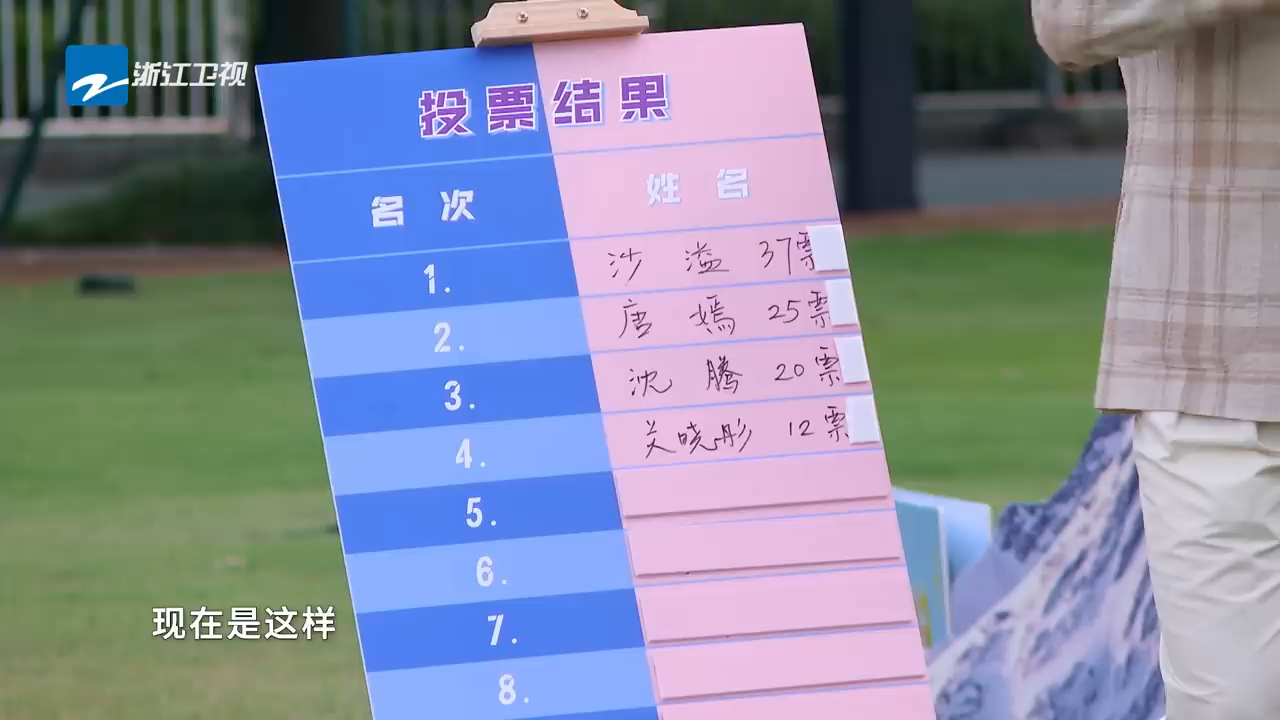 浙江卫视
投票结果
名次 姓名
1. 沙溢 37票
2. 唐嫣 25票
3. 沈腾 20票
4. 艾晓彤 12票
5.
6.
7.
8.
现在是这样